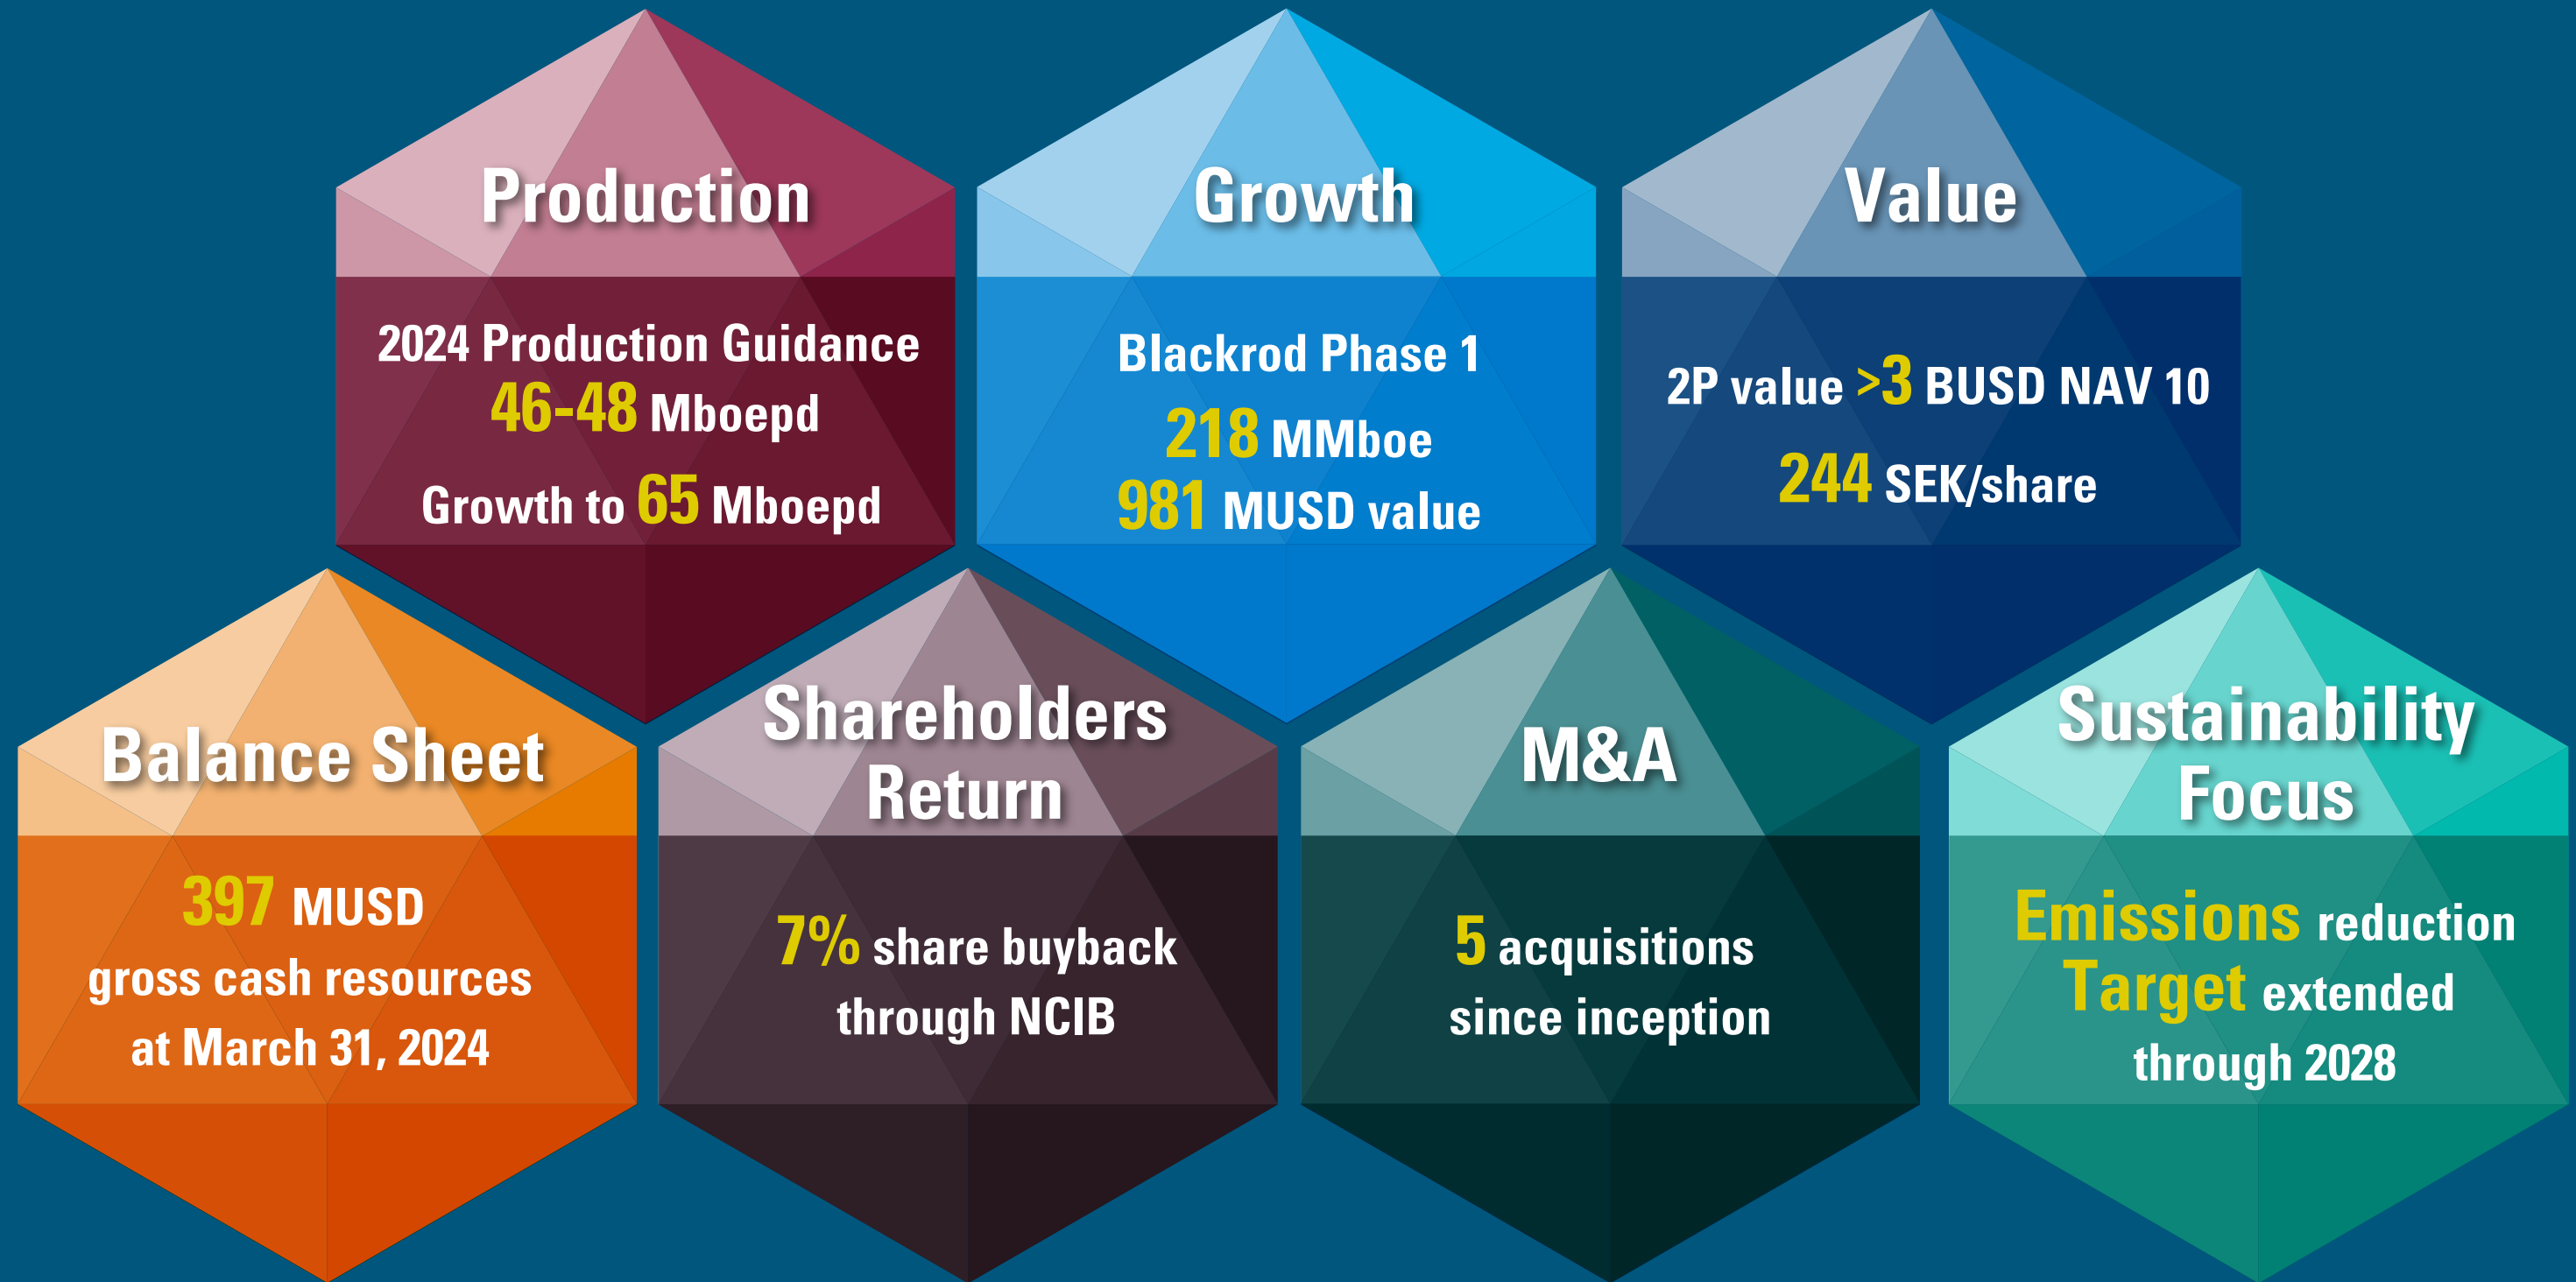 Production
2024 Production Guidance
46-48 Mboepd
Growth to 65 Mboepd
Growth
Blackrod Phase 1
218 MMboe
981 MUSD value
Value
2P value >3 BUSD NAV 10
244 SEK/share
Balance Sheet
397 MUSD
gross cash resources
at March 31, 2024
Shareholders
Return
7% share buyback
through NCIB
M&A
5 acquisitions
since inception
Sustainability
Focus
Emissions reduction
Target extended
through 2028